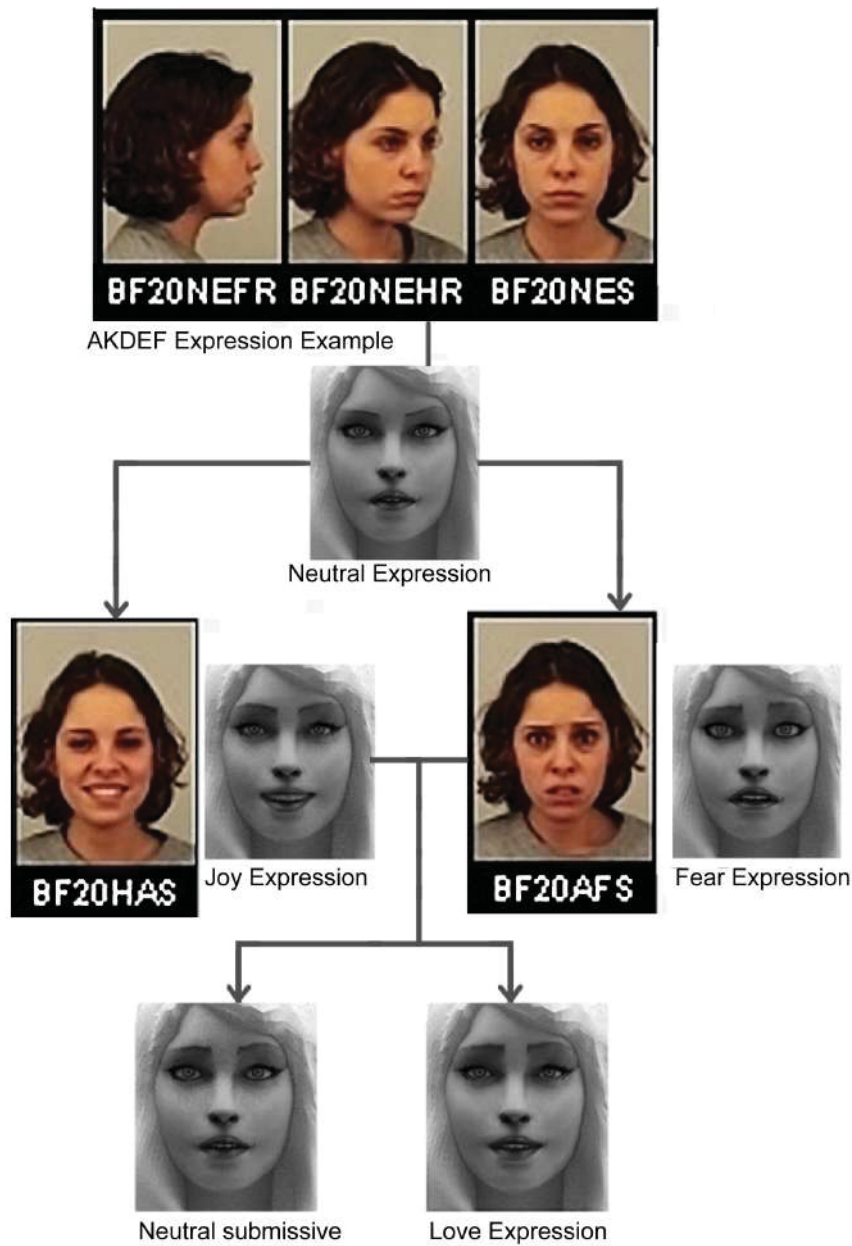 BF20NEFR BF20NEHR BF20NES
AKDEF Expression Example
Neutral Expression
BF20HAS
Joy Expression
BF20AFS
Fear Expression
Neutral submissive
Love Expression